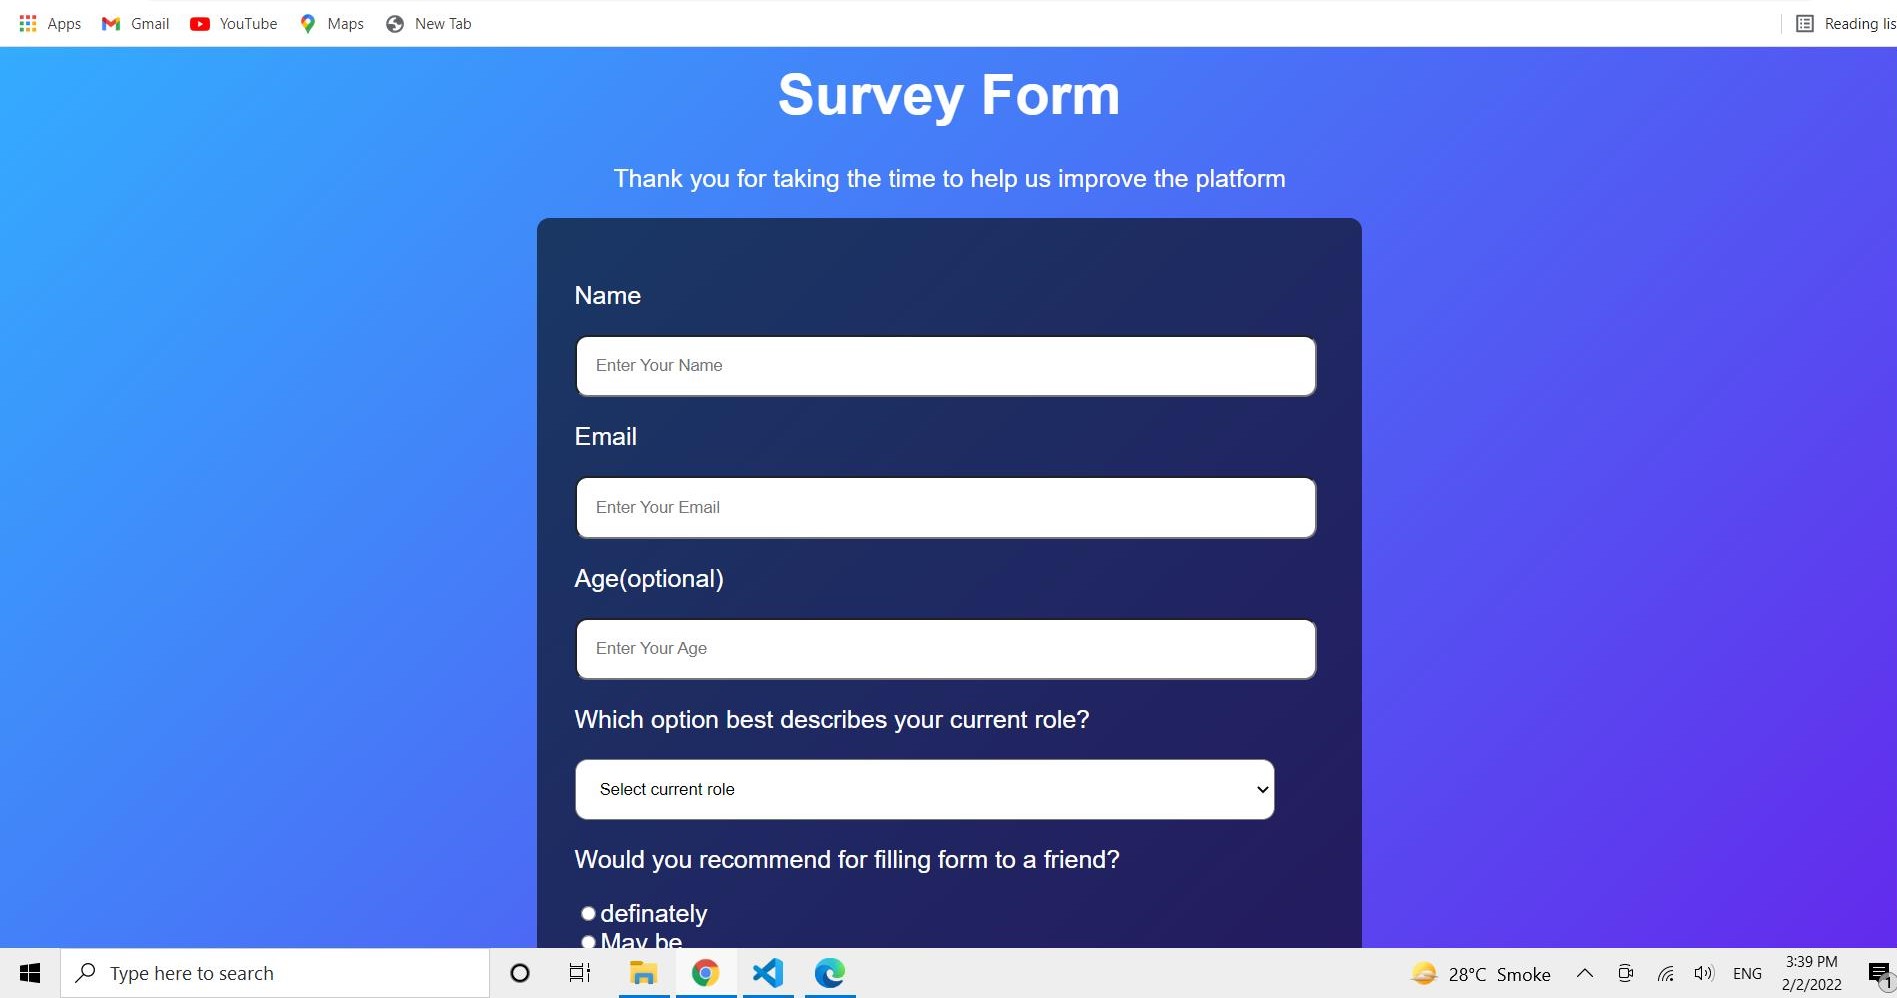 Apps Gmail YouTube Maps New Tab Reading lis
Survey Form
Thank you for taking the time to help us improve the platform
Name
Enter Your Name
Email
Enter Your Email
Age(optional)
Enter Your Age
Which option best describes your current role?
Select current role
Would you recommend for filling form to a friend?
definately
May be
Type here to search 28°C Smoke ENG 3:39 PM
2/2/2022
1